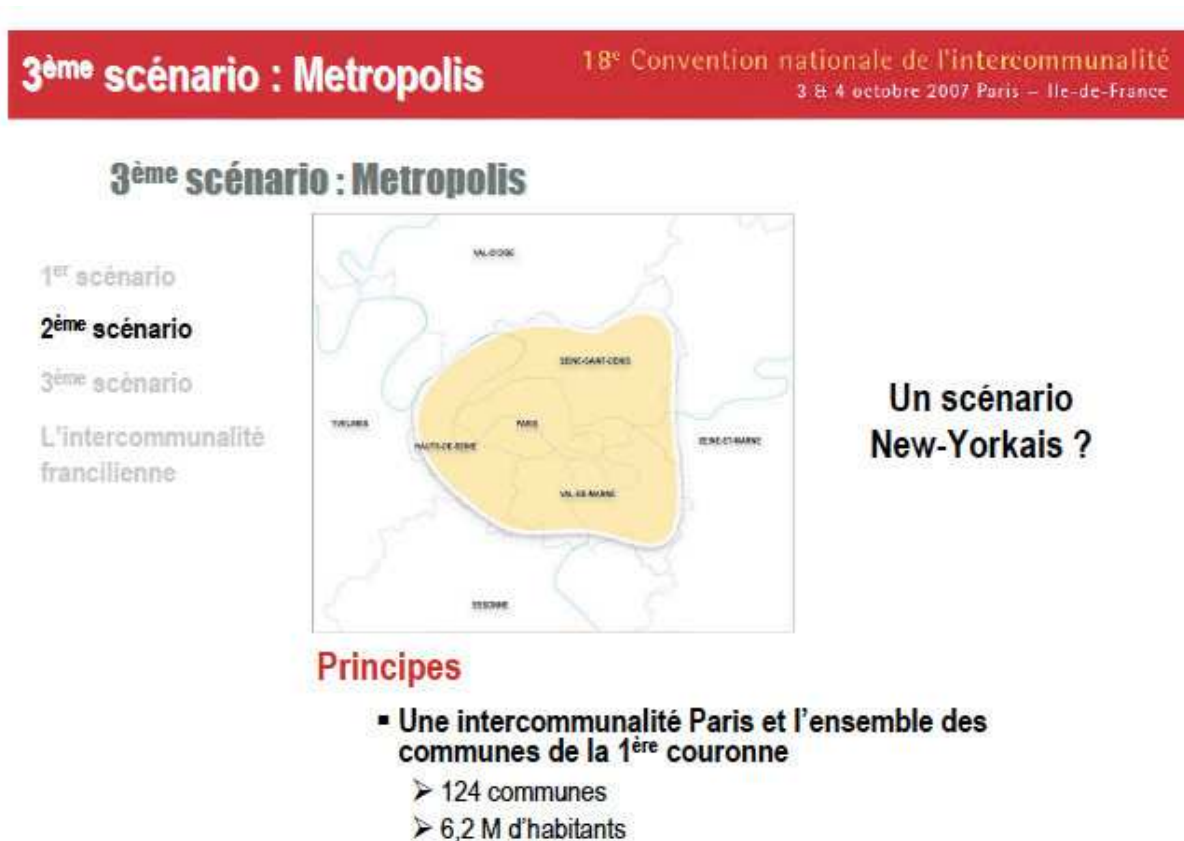 3ème scénario : Metropolis
18e Convention nationale de l'intercommunalité
3 & 4 octobre 2007 Paris – Ile-de-France
3ème scénario : Metropolis
1er scénario
2ème scénario
3ème scénario
L'intercommunalité
francilienne
VAL-D'OISE
SEINE-SAINT-DENIS
YVELINES
PARIS
HAUTS-DE-SEINE
SEINE-ET-MARNE
VAL-DE-MARNE
ESSONNE
Un scénario
New-Yorkais ?
Principes
▪ Une intercommunalité Paris et l'ensemble des
communes de la 1ère couronne
➢ 124 communes
➢ 6,2 M d'habitants